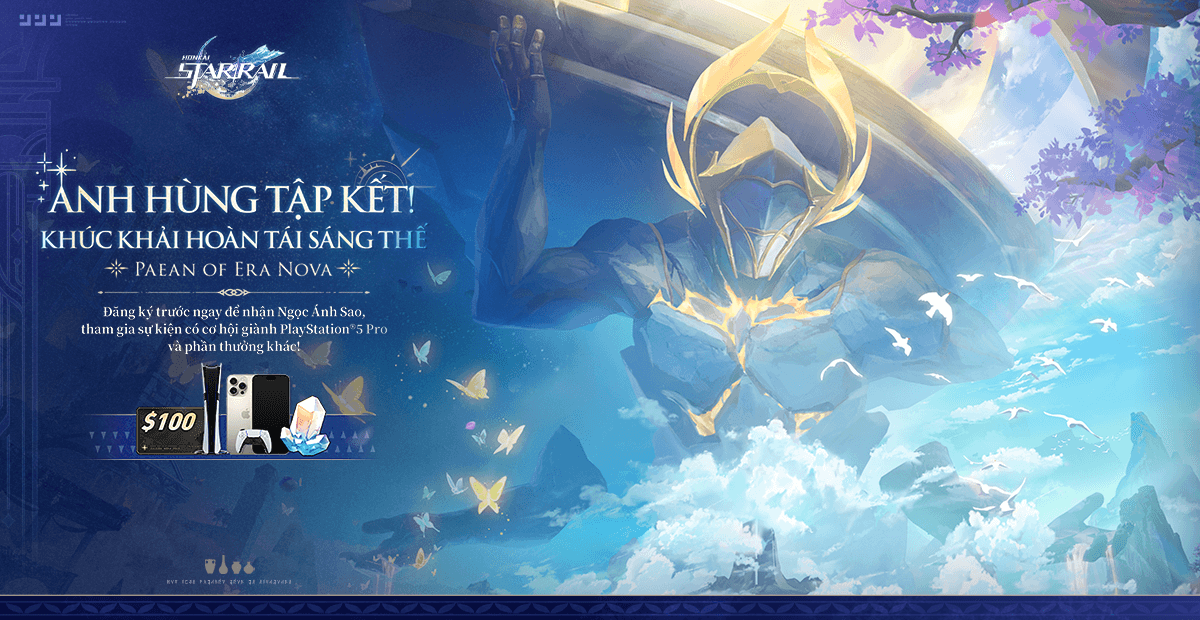 HONKAI
STAR RAIL
ANH HÙNG TẬP KẾT!
KHÚC KHẢI HOÀN TÁI SÁNG THẾ
PAEAN OF ERA NOVA
Đăng ký trước ngay để nhận Ngọc Ánh Sao,
tham gia sự kiện có cơ hội giành PlayStation®5 Pro
và phần thưởng khác!
$100